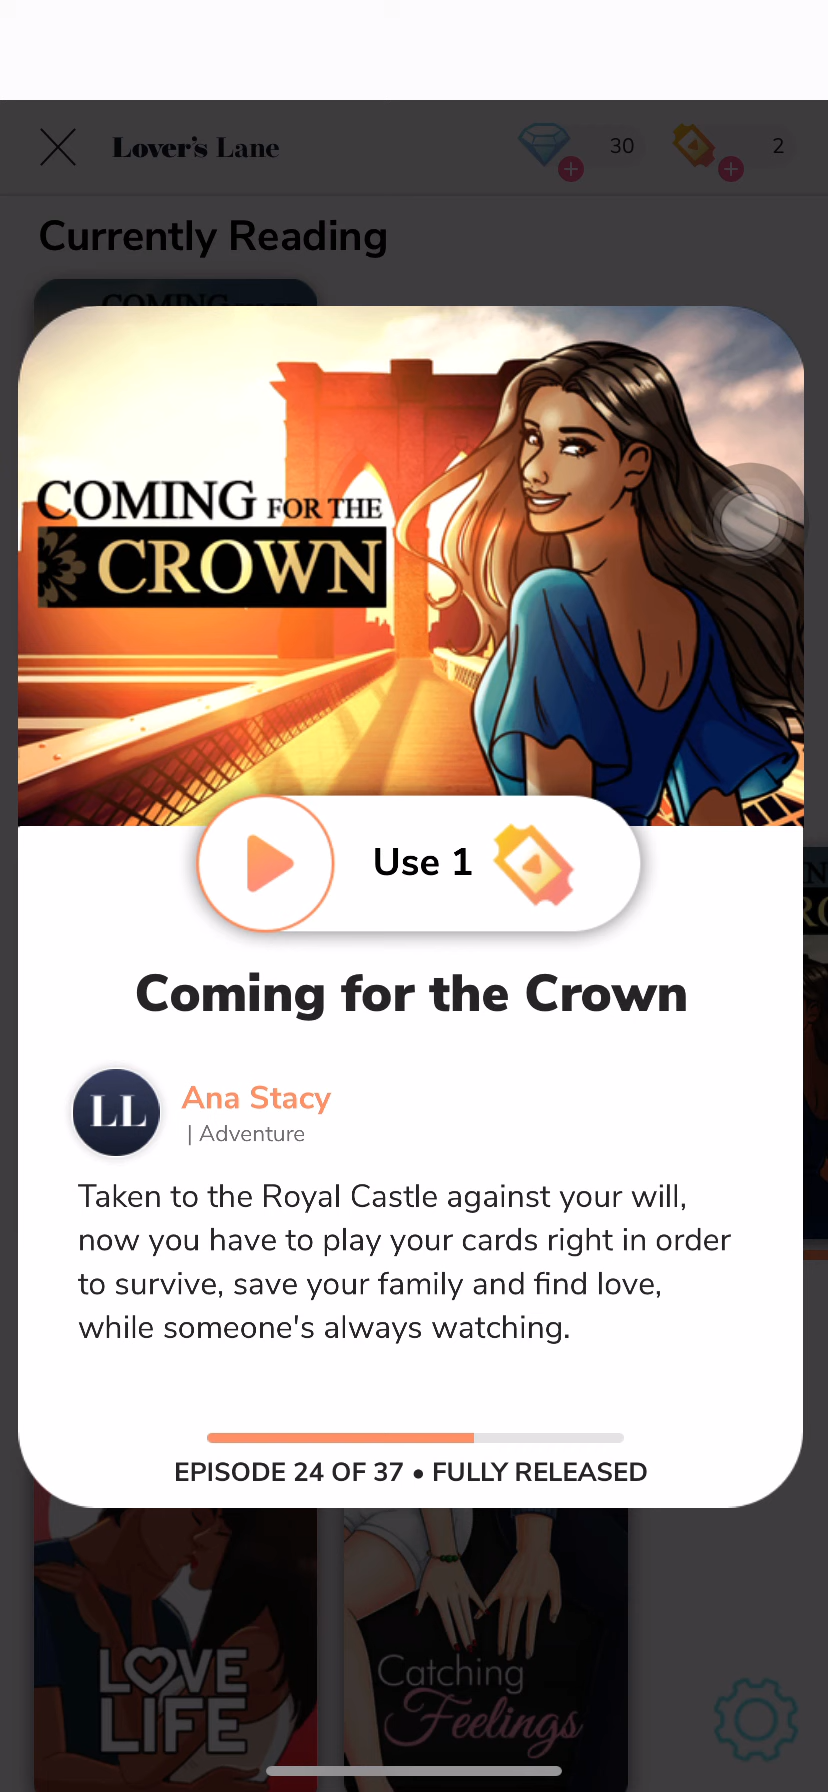 Lover's Lane
30
2
Currently Reading
COMING
COMING FOR THE
CROWN
Use 1
Coming for the Crown
LL
Ana Stacy
| Adventure
Taken to the Royal Castle against your will,
now you have to play your cards right in order
to survive, save your family and find love,
while someone's always watching.
EPISODE 24 OF 37 • FULLY RELEASED
LOVE
LIFE
Catching
Feelings